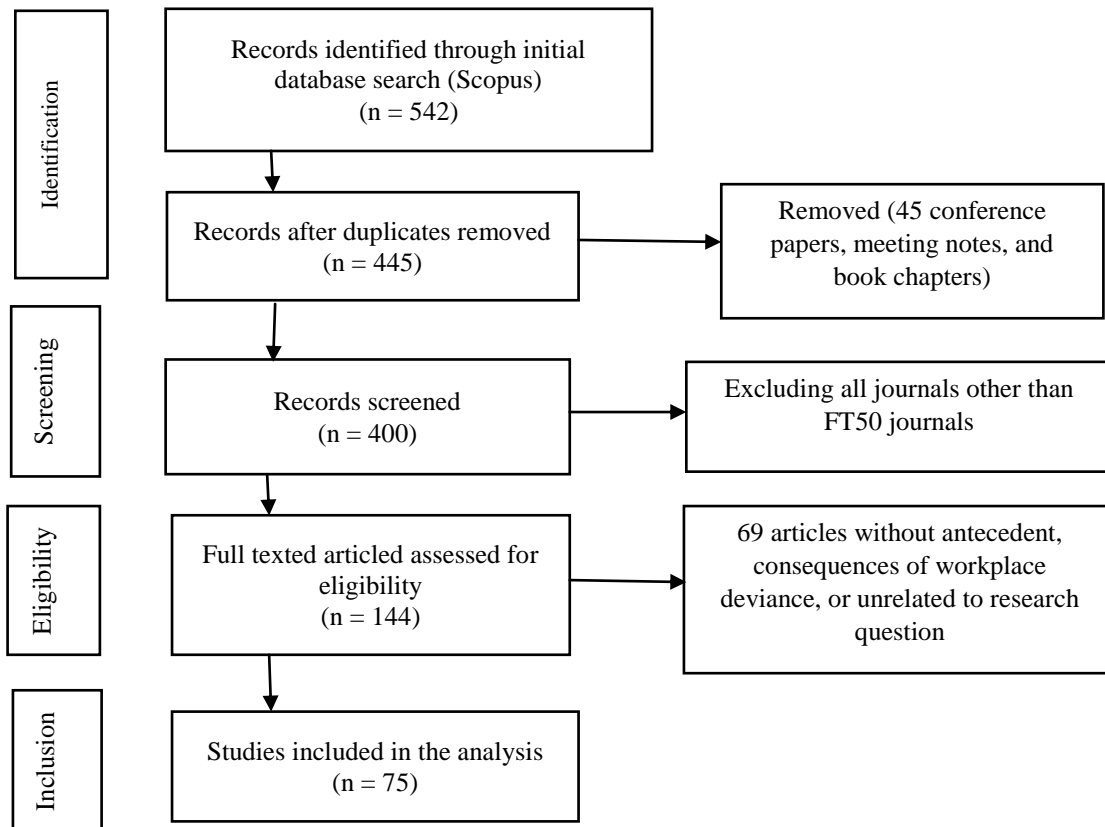 Identification
Records identified through initial
database search (Scopus)
(n = 542)
Records after duplicates removed
(n = 445)
Removed (45 conference
papers, meeting notes, and
book chapters)
Screening
Records screened
(n = 400)
Excluding all journals other than
FT50 journals
Eligibility
Full texted articled assessed for
eligibility
(n = 144)
69 articles without antecedent,
consequences of workplace
deviance, or unrelated to research
question
Inclusion
Studies included in the analysis
(n = 75)